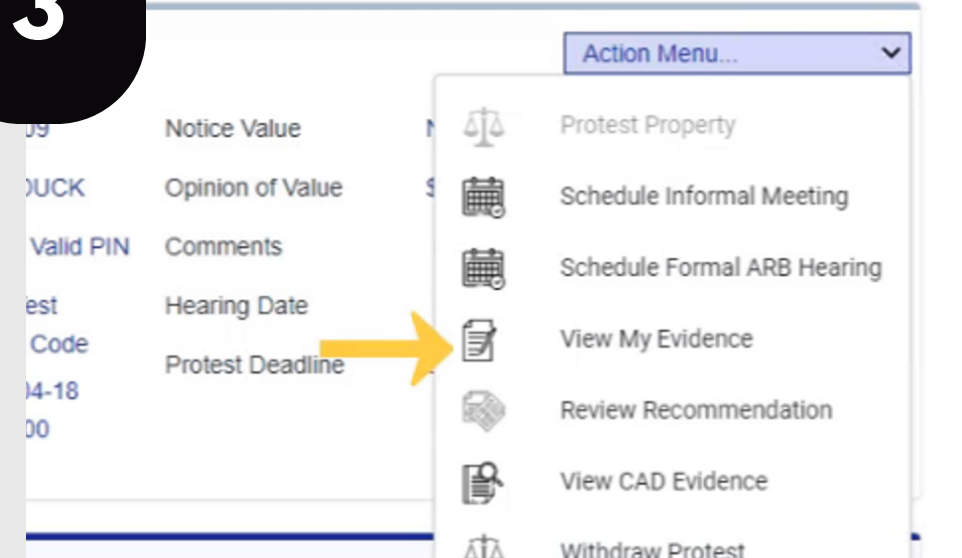 3
Action Menu...
09
Notice Value
Protest Property
DUCK
Opinion of Value
$
Schedule Informal Meeting
Valid PIN
Comments
Schedule Formal ARB Hearing
est
Hearing Date
Code
View My Evidence
Protest Deadline
04-18
Review Recommendation
00
View CAD Evidence
Withdraw Protest